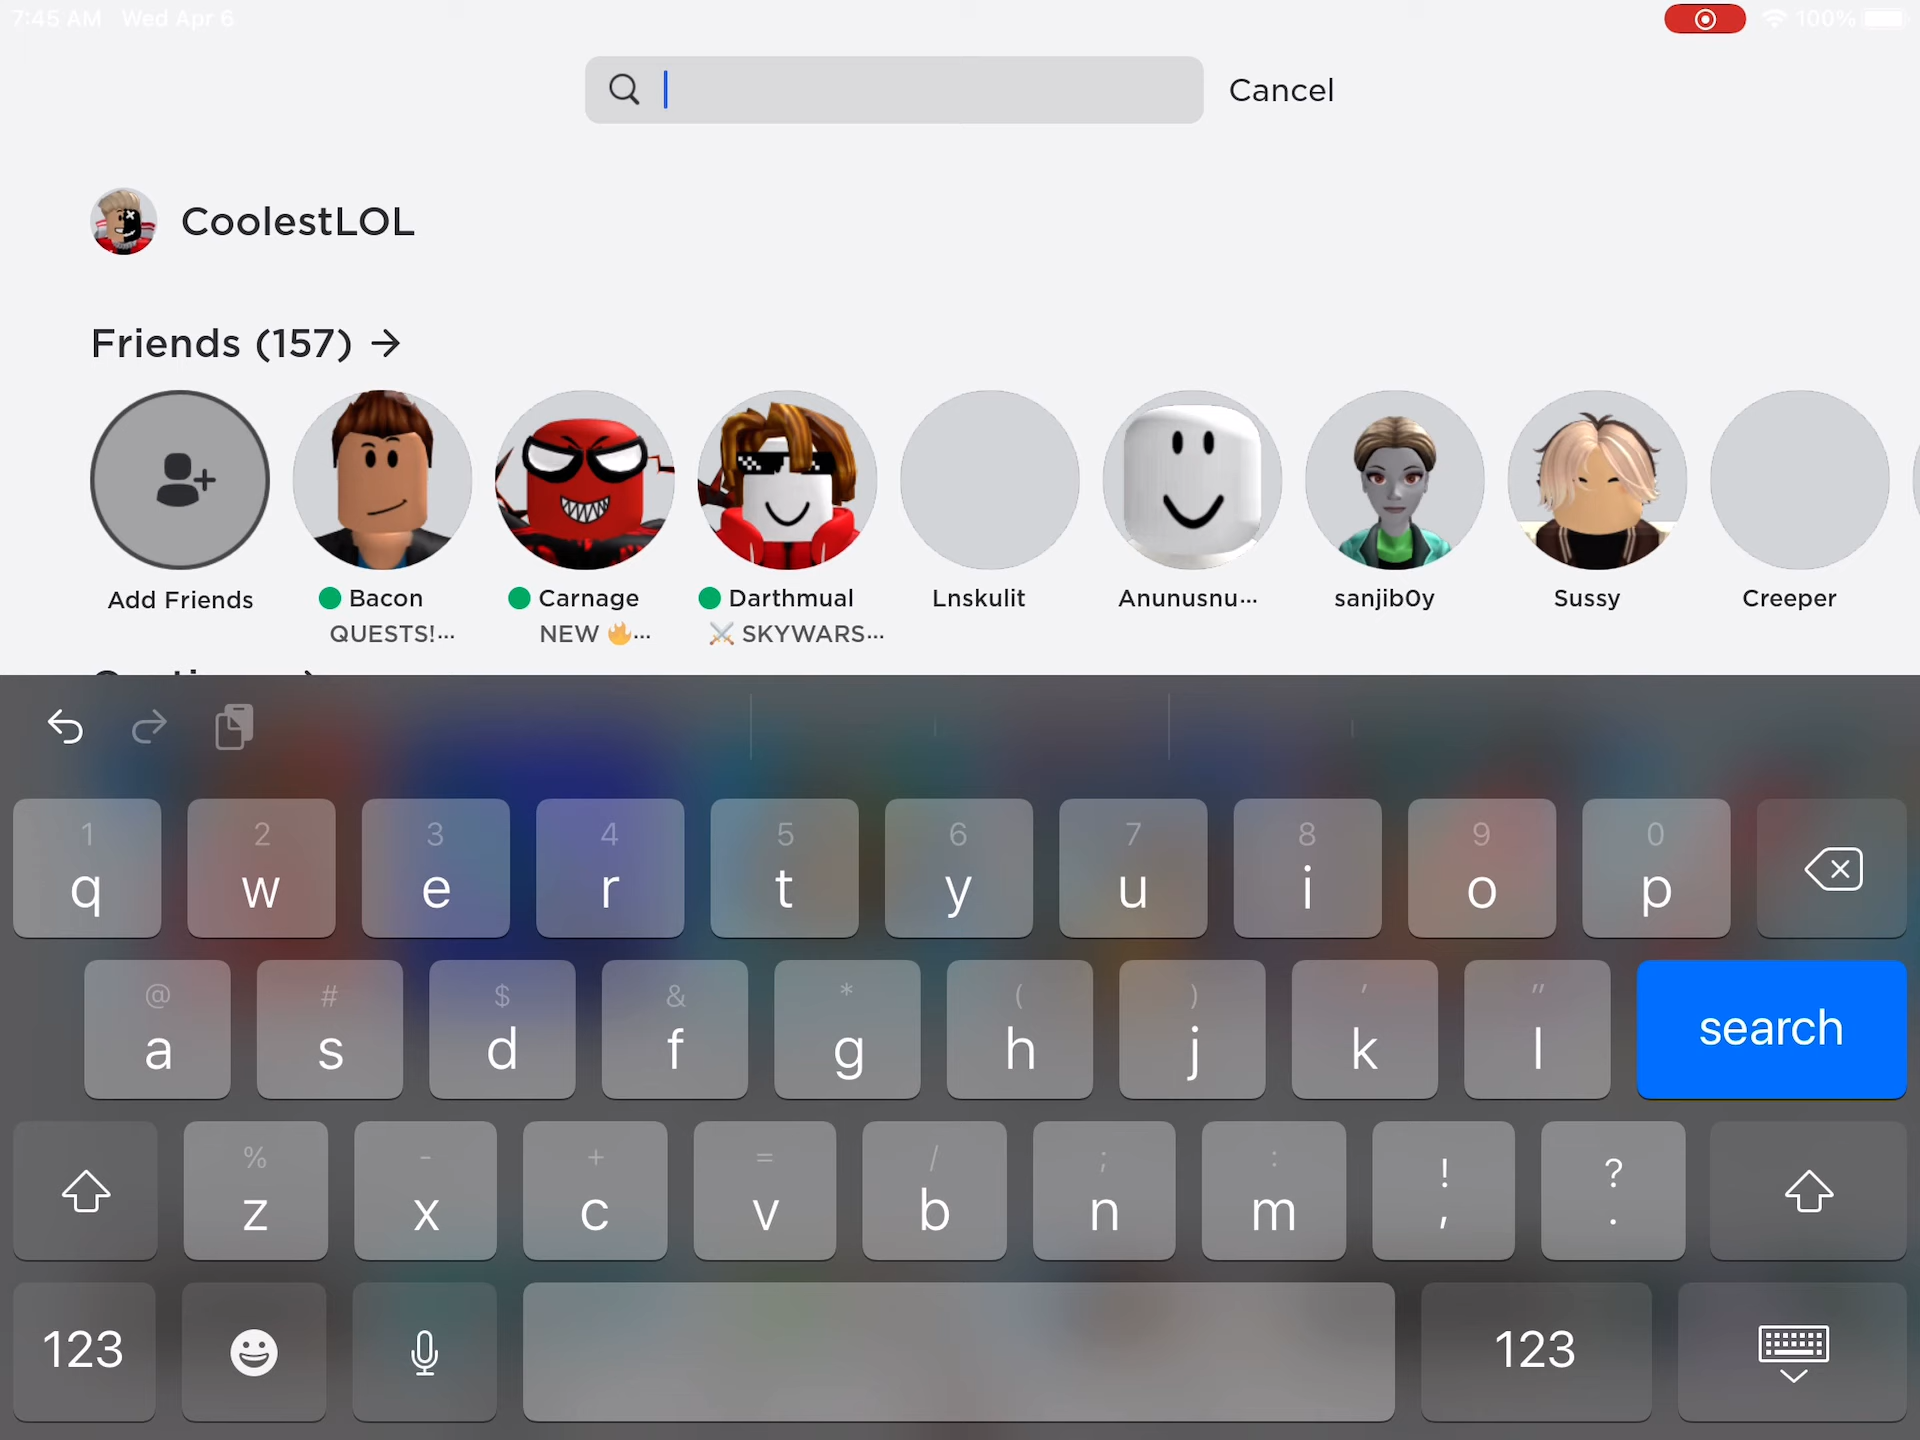 7:45 AM Wed Apr 6
100%
Cancel
CoolestLOL
Friends (157) →
Add Friends
Bacon
QUESTS!...
Carnage
NEW 🔥...
Darthmual
⚔️ SKYWARS...
Lnskulit
Anunusnu...
sanjib0y
Sussy
Creeper
1 2 3 4 5 6 7 8 9 0
q w e r t y u i o p
@ # $ & * ( ) ' "
a s d f g h j k l search
% - + = / ; : ! ?
z x c v b n m , .
123 123